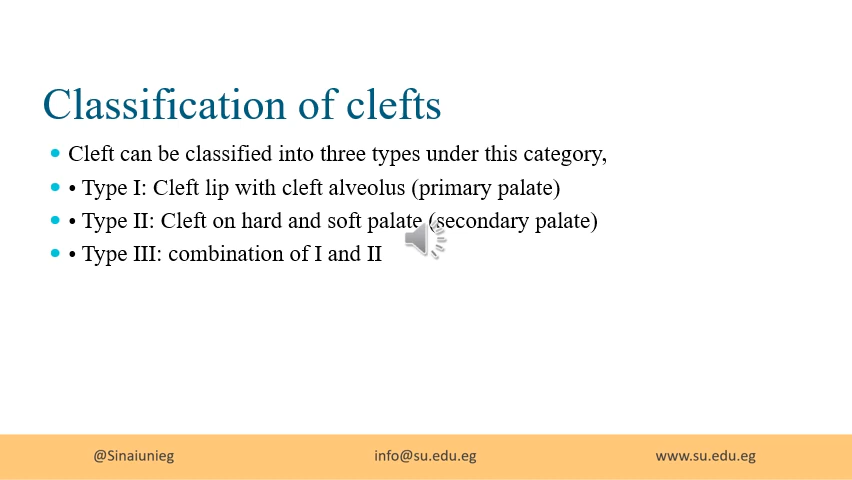 Classification of clefts
• Cleft can be classified into three types under this category,
• • Type I: Cleft lip with cleft alveolus (primary palate)
• • Type II: Cleft on hard and soft palate (secondary palate)
• • Type III: combination of I and II
@Sinaiunieg info@su.edu.eg www.su.edu.eg